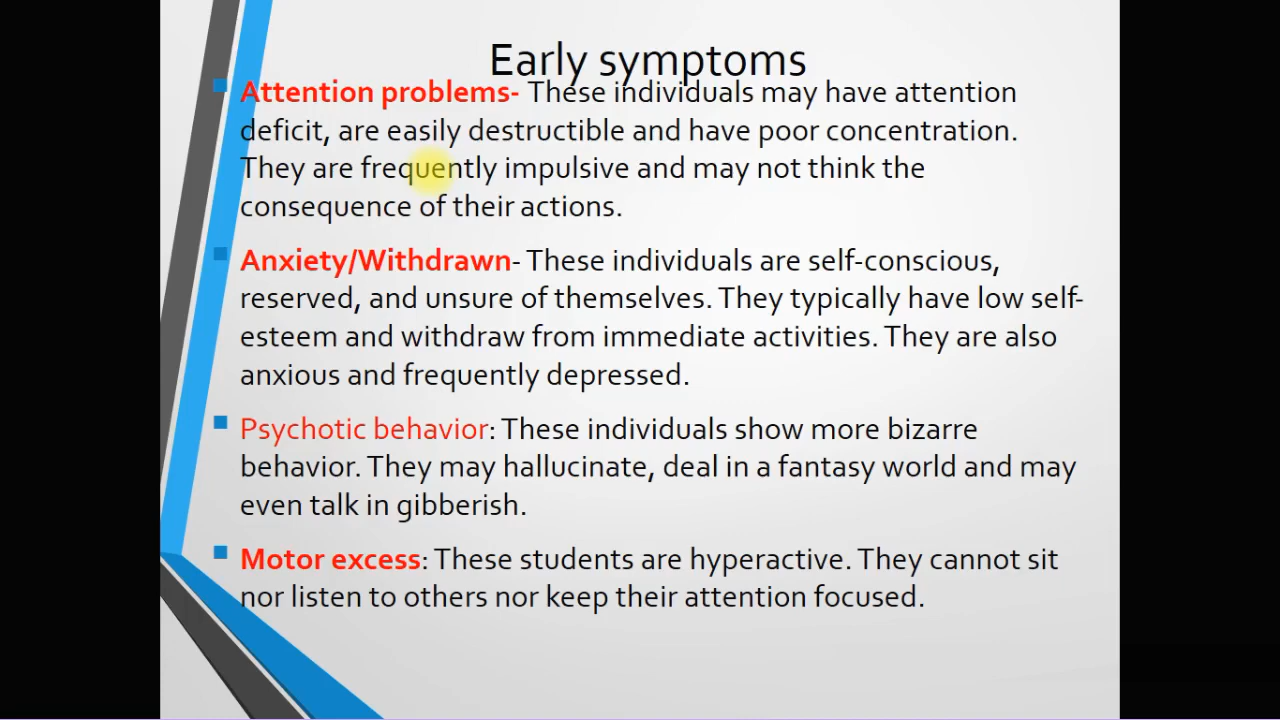 Early symptoms
Attention problems- These individuals may have attention
deficit, are easily destructible and have poor concentration.
They are frequently impulsive and may not think the
consequence of their actions.
Anxiety/Withdrawn- These individuals are self-conscious,
reserved, and unsure of themselves. They typically have low self-
esteem and withdraw from immediate activities. They are also
anxious and frequently depressed.
Psychotic behavior: These individuals show more bizarre
behavior. They may hallucinate, deal in a fantasy world and may
even talk in gibberish.
Motor excess: These students are hyperactive. They cannot sit
nor listen to others nor keep their attention focused.